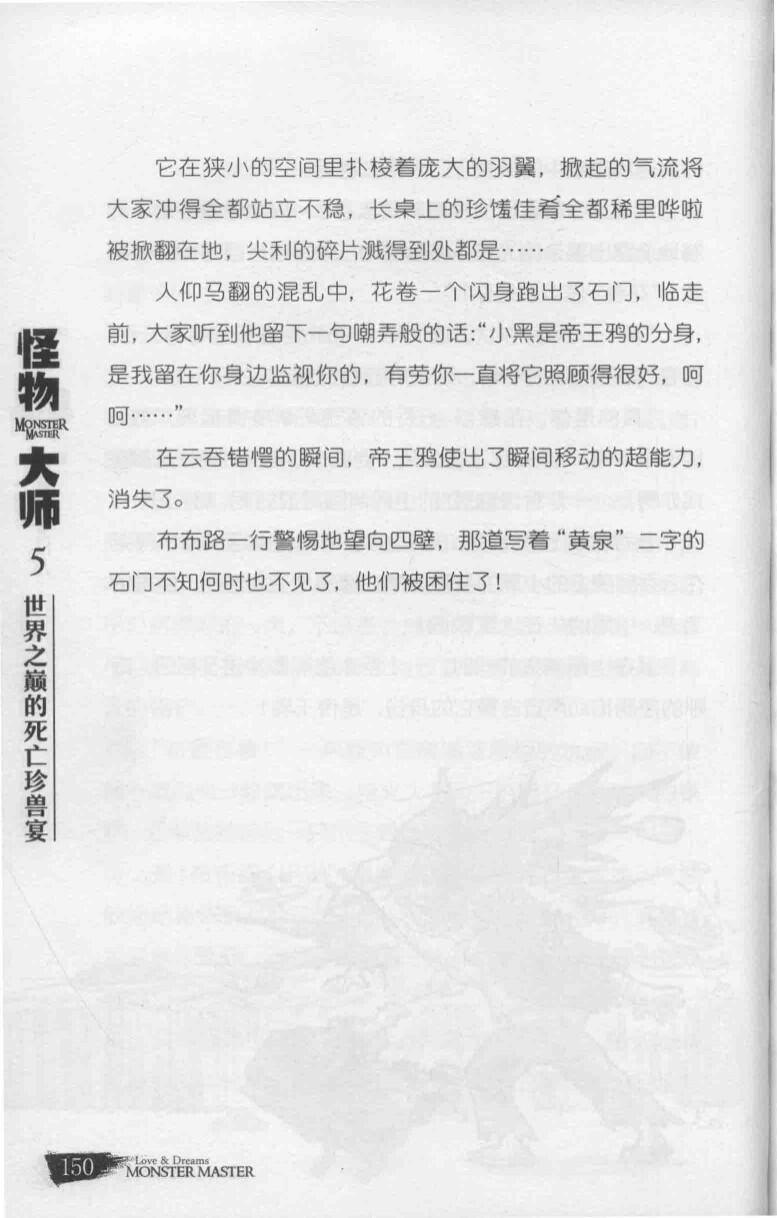 它在狭小的空间里扑棱着庞大的羽翼，掀起的气流将
大家冲得全都站立不稳，长桌上的珍馐佳肴全都稀里哗啦
被掀翻在地，尖利的碎片溅得到处都是……
人仰马翻的混乱中，花卷一个闪身跑出了石门，临走
前，大家听到他留下一句嘲弄般的话：“小黑是帝王鸦的分身，
是我留在你身边监视你的，有劳你一直将它照顾得很好，呵
呵……”
在云吞错愕的瞬间，帝王鸦使出了瞬间移动的超能力，
消失了。
布布路一行警惕地望向四壁，那道写着“黄泉”二字的
石门不知何时也不见了，他们被困住了！
怪物
MONSTER
MASTER
大师
5
世界之巅的死亡珍兽宴
150
Love & Dreams
MONSTER MASTER